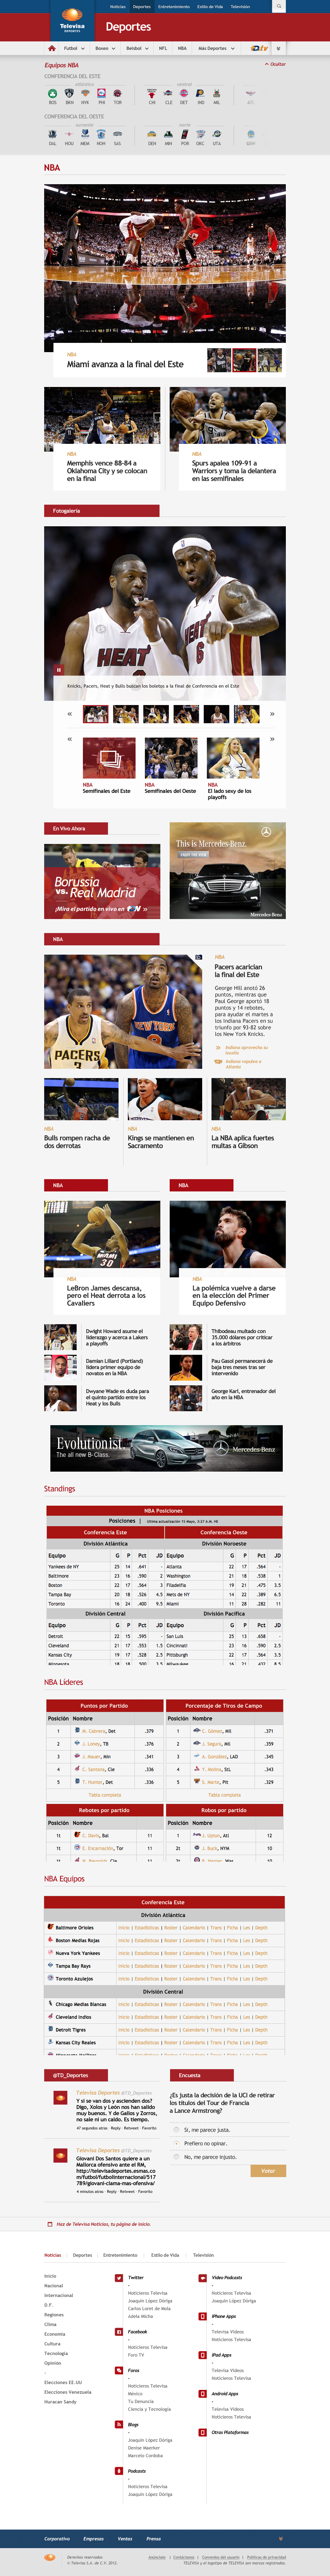 Noticias Deportes Entretenimiento Estilo de Vida Televisión
Televisa
DEPORTES
Deportes
Futbol Boxeo Beisbol NFL NBA Más Deportes
Equipos NBA
Ocultar
CONFERENCIA DEL ESTE
atlántico central
BOS BKN NYK PHI TOR CHI CLE DET IND MIL ATL
CONFERENCIA DEL OESTE
DAL HOU MEM NOH SAS DEN MIN POR OKC UTA GSW
NBA
NBA
Miami avanza a la final del Este
NBA
Memphis vence 88-84 a
Oklahoma City y se colocan
en la final
NBA
Spurs apalea 109-91 a
Warriors y toma la delantera
en las semifinales
Fotogalería
Knicks, Pacers, Heat y Bulls buscan los boletos a la final de Conferencia en el Este
NBA
Semifinales del Este
NBA
Semifinales del Oeste
NBA
El lado sexy de los
playoffs
En Vivo Ahora
Borussia
vs. Real Madrid
¡Mira el partido en vivo en
This is Mercedes-Benz.
Mercedes-Benz
NBA
NBA
Pacers acarician
la final del Este
George Hill anotó 26
puntos, mientras que
Paul George aportó 18
puntos y 14 rebotes,
para ayudar el martes a
los Indiana Pacers en su
triunfo por 93-82 sobre
los New York Knicks.
Indiana aprovecha su
localía
Indiana vapulea a
Atlanta
NBA
Bulls rompen racha de
dos derrotas
NBA
Kings se mantienen en
Sacramento
NBA
La NBA aplica fuertes
multas a Gibson
NBA
NBA
NBA
LeBron James descansa,
pero el Heat derrota a los
Cavaliers
NBA
La polémica vuelve a darse
en la elección del Primer
Equipo Defensivo
Dwight Howard asume el
liderazgo y acerca a Lakers
a playoffs
Damian Lillard (Portland)
lidera primer equipo de
novatos en la NBA
Dwyane Wade es duda para
el quinto partido entre los
Heat y los Bulls
Thibodeau multado con
35,000 dólares por criticar
a los árbitros
Pau Gasol permanecerá de
baja tres meses tras ser
intervenido
George Karl, entrenador del
año en la NBA
Evolutionist.
The all new B-Class.
Mercedes-Benz
Standings
NBA Posiciones
Posiciones | Última actualización 15 Mayo, 3:27 A.M. GE
Conferencia Este Conferencia Oeste
División Atlántica División Noroeste
Equipo G P Pct JD Equipo G P Pct JD
Yankees de NY 25 14 .641 - Atlanta 22 17 .564 -
Baltimore 23 16 .590 2 Washington 21 18 .538 1
Boston 22 17 .564 3 Filadelfia 19 21 .475 3.5
Tampa Bay 20 18 .526 4.5 Mets de NY 14 22 .389 6.5
Toronto 16 24 .400 9.5 Miami 11 28 .282 11
División Central División Pacífica
Equipo G P Pct JD Equipo G P Pct JD
Detroit 22 15 .595 - San Luis 25 13 .658 -
Cleveland 21 17 .553 1.5 Cincinnati 23 16 .590 2.5
Kansas City 19 17 .528 2.5 Pittsburgh 22 17 .564 3.5
NBA Líderes
Puntos por Partido Porcentaje de Tiros de Campo
Posición Nombre Posición Nombre
1 M. Cabrera, Det .379 1 C. Gómez, Mil .371
2 J. Loney, TB .376 2 J. Segura, Mil .359
3 J. Mauer, Min .341 3 A. González, LAD .345
4 C. Santana, Cle .336 4 Y. Molina, StL .343
5 T. Hunter, Det .336 5 S. Marte, Pit .329
Tabla completa Tabla completa
Rebotes por partido Robos por partido
Posición Nombre Posición Nombre
NBA Equipos
Conferencia Este
División Atlántica
Baltimore Orioles Inicio | Estadísticas | Roster | Calendario | Trans | Ficha | Les | Depth
Boston Medias Rojas Inicio | Estadísticas | Roster | Calendario | Trans | Ficha | Les | Depth
Nueva York Yankees Inicio | Estadísticas | Roster | Calendario | Trans | Ficha | Les | Depth
Tampa Bay Rays Inicio | Estadísticas | Roster | Calendario | Trans | Ficha | Les | Depth
Toronto Azulejos Inicio | Estadísticas | Roster | Calendario | Trans | Ficha | Les | Depth
División Central
Chicago Medias Blancas Inicio | Estadísticas | Roster | Calendario | Trans | Ficha | Les | Depth
Cleveland Indios Inicio | Estadísticas | Roster | Calendario | Trans | Ficha | Les | Depth
Detroit Tigres Inicio | Estadísticas | Roster | Calendario | Trans | Ficha | Les | Depth
Kansas City Reales Inicio | Estadísticas | Roster | Calendario | Trans | Ficha | Les | Depth
@TD_Deportes
Televisa Deportes @TD_Deportes
Y si se van dos y ascienden dos?
Digo, Xolos y León nos han salido
muy buenos. Y de Gallos y Zorros,
no sale ni un caldo. Es tiempo.
47 segundos atras · Reply · Retweet · Favorito
Televisa Deportes @TD_Deportes
Giovani Dos Santos quiere a un
Mallorca ofensivo ante el RM,
http://televisadeportes.esmas.co
m/futbol/futbolinternacional/517
789/giovani-clama-mas-ofensiva/
4 minutos atras · Reply · Retweet · Favorito
Encuesta
¿Es justa la decisión de la UCI de retirar
los títulos del Tour de Francia
a Lance Armstrong?
Si, me parece justa.
Prefiero no opinar.
No, me parece injusto.
Votar
Haz de Televisa Noticias, tu página de inicio.
Noticias Deportes Entretenimiento Estilo de Vida Televisión
Inicio
Nacional
Internacional
D.F.
Regiones
Clima
Economía
Cultura
Tecnología
Opinión
-
Elecciones EE.UU
Elecciones Venezuela
Huracan Sandy
Twitter
-
Noticieros Televisa
Joaquín López Dóriga
Carlos Loret de Mola
Adela Micha
Facebook
-
Noticieros Televisa
Foro TV
Foros
-
Noticieros Televisa
México
Tu Denuncia
Ciencia y Tecnología
Blogs
-
Joaquín López Dóriga
Denise Maerker
Marcelo Cordoba
Podcasts
-
Noticieros Televisa
Joaquín López Dóriga
Video Podcasts
-
Noticieros Televisa
Joaquín López Dóriga
iPhone Apps
-
Televisa Videos
Noticieros Televisa
iPad Apps
-
Televisa Videos
Noticieros Televisa
Android Apps
-
Televisa Videos
Noticieros Televisa
Otras Plataformas
Corporativo Empresas Ventas Prensa
Derechos reservados
© Televisa S.A. de C.V. 2012.
Anúnciate | Contáctanos | Convenios del usuario | Políticas de privacidad
TELEVISA y el logotipo de TELEVISA son marcas registradas.